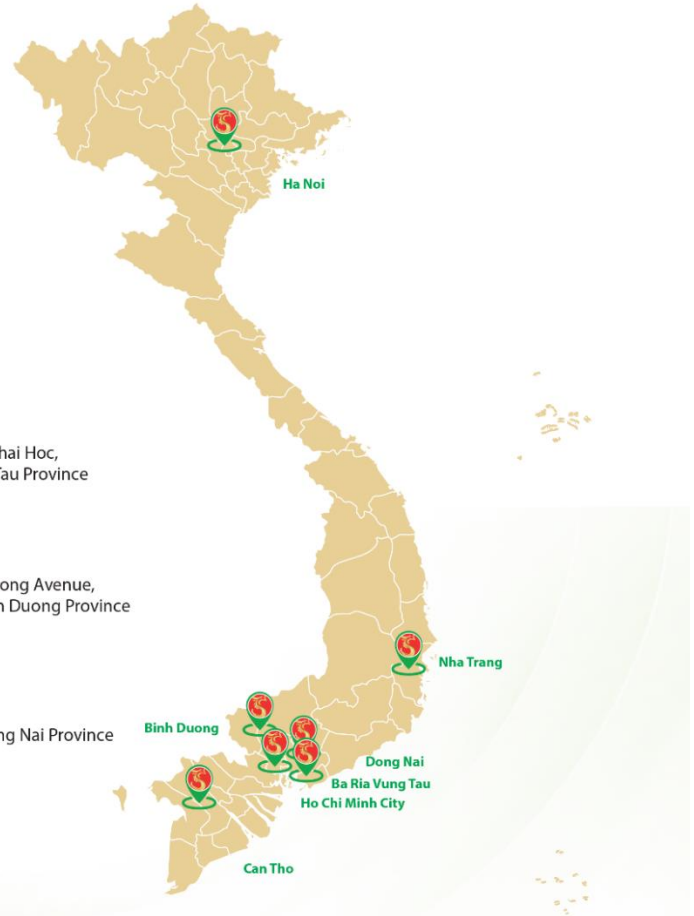 Ha Noi
hai Hoc,
au Province
ong Avenue,
Duong Province
Nha Trang
Binh Duong
ng Nai Province
Dong Nai
Ba Ria Vung Tau
Ho Chi Minh City
Can Tho